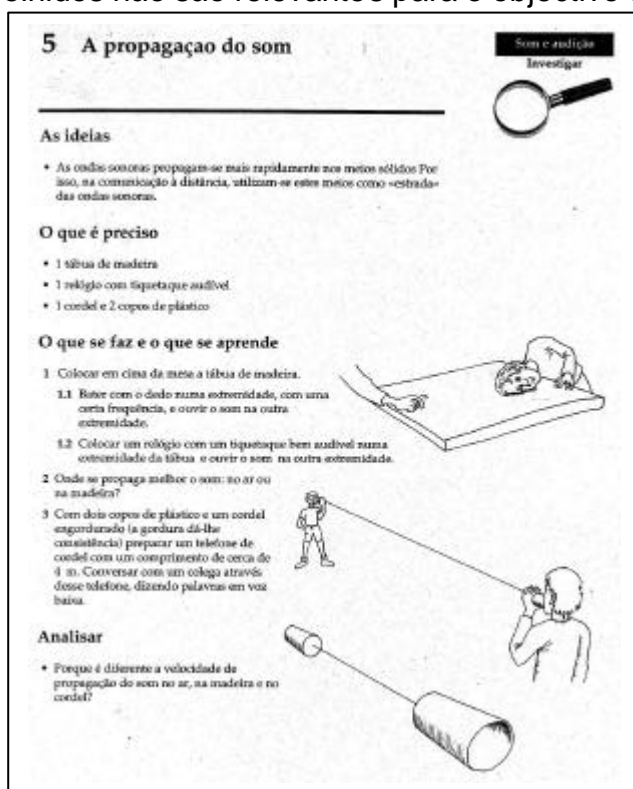 não são relevantes para o objectivo
5 A propagaçao do som
Som e audição
Investigar
As ideias
• As ondas sonoras propagam-se mais rapidamente nos meios sólidos Por
isso, na comunicação à distância, utilizam-se estes meios como «estrada»
das ondas sonoras.
O que é preciso
• 1 tábua de madeira
• 1 relógio com tiquetaque audível
• 1 cordel e 2 copos de plástico
O que se faz e o que se aprende
1 Colocar em cima da mesa a tábua de madeira.
1.1 Bater com o dedo numa extremidade, com uma
certa frequência, e ouvir o som na outra
extremidade.
1.2 Colocar um relógio com um tiquetaque bem audível numa
extremidade da tábua e ouvir o som na outra extremidade.
2 Onde se propaga melhor o som: no ar ou
na madeira?
3 Com dois copos de plástico e um cordel
engordurado (a gordura dá-lhe
consistência) preparar um telefone de
cordel com um comprimento de cerca de
4 m. Conversar com um colega através
desse telefone, dizendo palavras em voz
baixa.
Analisar
• Porque é diferente a velocidade de
propagação do som no ar, na madeira e no
cordel?